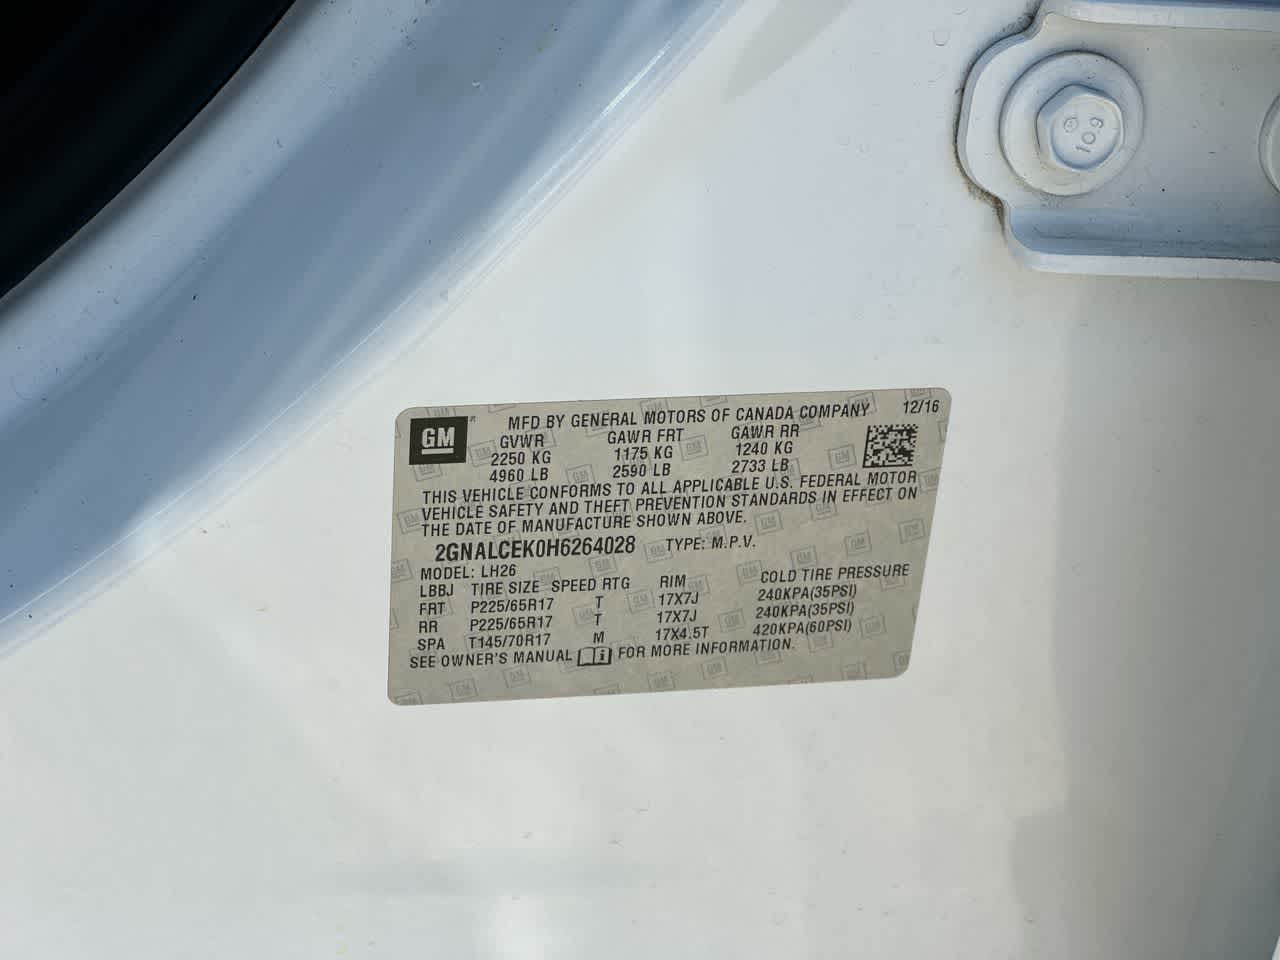 GM
MFD BY GENERAL MOTORS OF CANADA COMPANY 12/16
GVWR GAWR FRT GAWR RR
2250 KG 1175 KG 1240 KG
4960 LB 2590 LB 2733 LB
THIS VEHICLE CONFORMS TO ALL APPLICABLE U.S. FEDERAL MOTOR
VEHICLE SAFETY AND THEFT PREVENTION STANDARDS IN EFFECT ON
THE DATE OF MANUFACTURE SHOWN ABOVE.
2GNALCEK0H6264028 TYPE: M.P.V.
MODEL: LH26
LBBJ TIRE SIZE SPEED RTG RIM COLD TIRE PRESSURE
FRT P225/65R17 T 17X7J 240KPA(35PSI)
RR P225/65R17 T 17X7J 240KPA(35PSI)
SPA T145/70R17 M 17X4.5T 420KPA(60PSI)
SEE OWNER'S MANUAL FOR MORE INFORMATION.
109